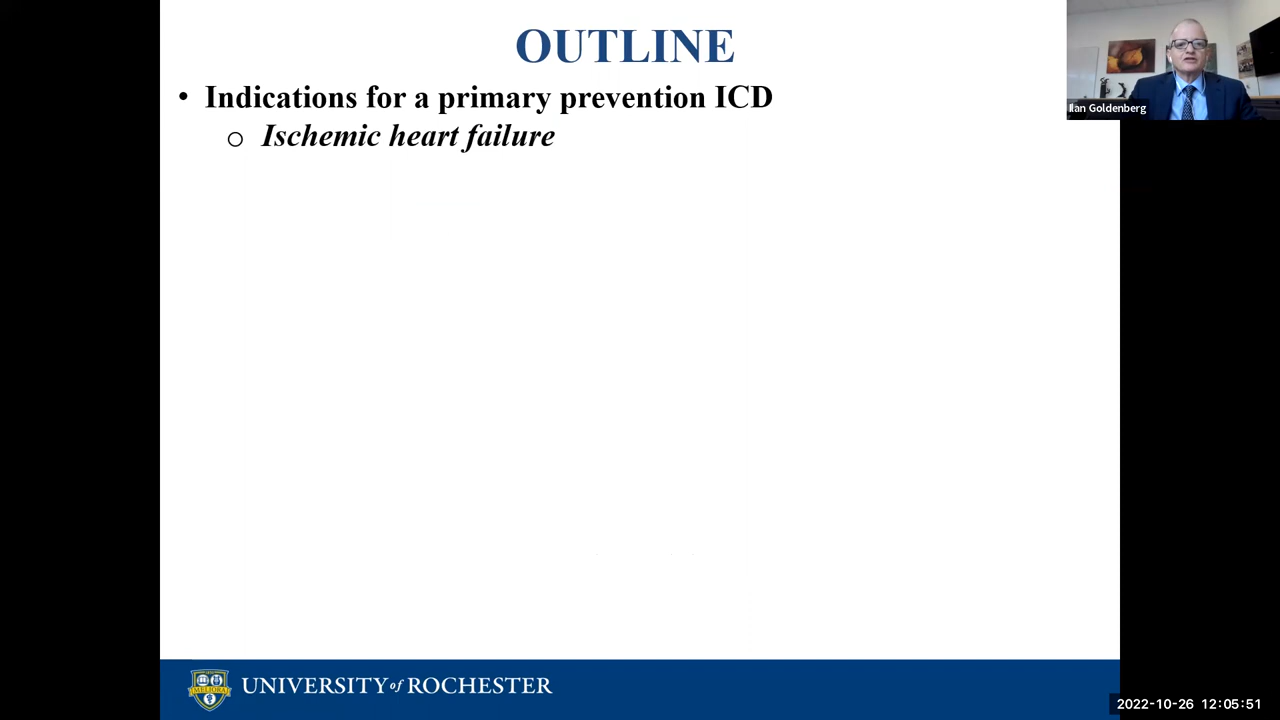 OUTLINE
• Indications for a primary prevention ICD
o Ischemic heart failure
Ilan Goldenberg
MELIORA
UNIVERSITY of ROCHESTER
2022-10-26 12:05:51